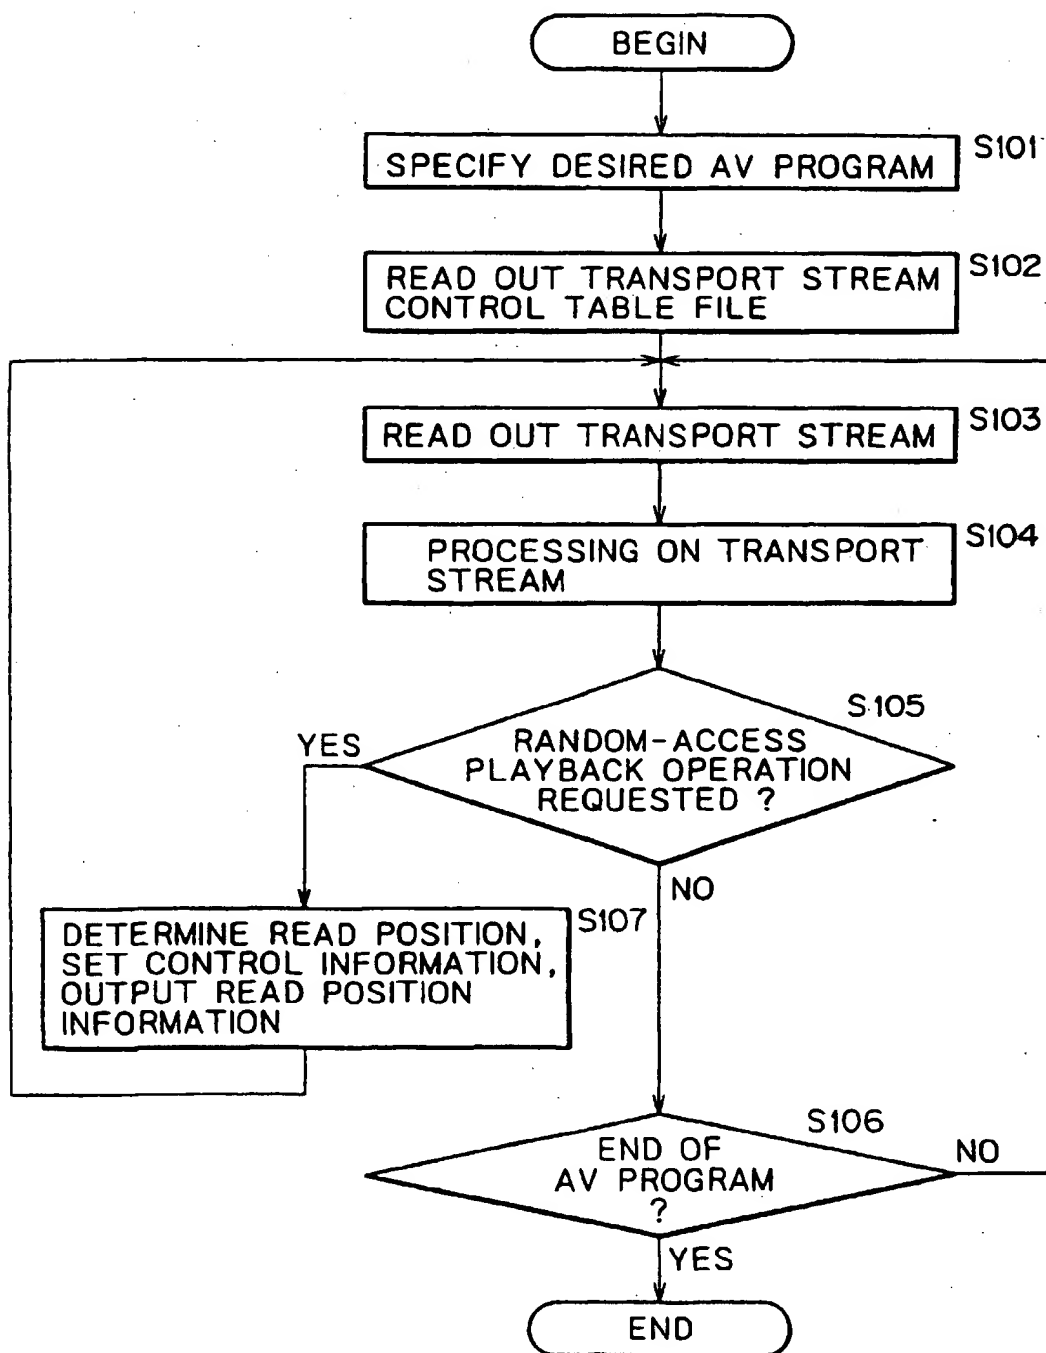 BEGIN
S101
SPECIFY DESIRED AV PROGRAM
S102
READ OUT TRANSPORT STREAM
CONTROL TABLE FILE
S103
READ OUT TRANSPORT STREAM
S104
PROCESSING ON TRANSPORT
STREAM
S105
YES
RANDOM-ACCESS
PLAYBACK OPERATION
REQUESTED ?
NO
S107
DETERMINE READ POSITION,
SET CONTROL INFORMATION,
OUTPUT READ POSITION
INFORMATION
S106
END OF
AV PROGRAM
?
NO
YES
END